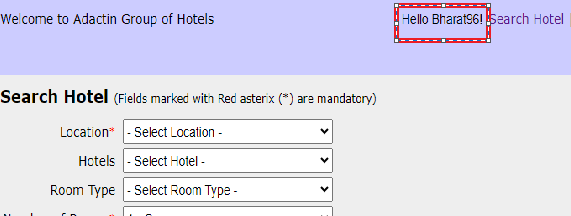 Welcome to Adactin Group of Hotels
Hello Bharat96! Search Hotel |
Search Hotel (Fields marked with Red asterix (*) are mandatory)
Location* - Select Location -
Hotels - Select Hotel -
Room Type - Select Room Type -